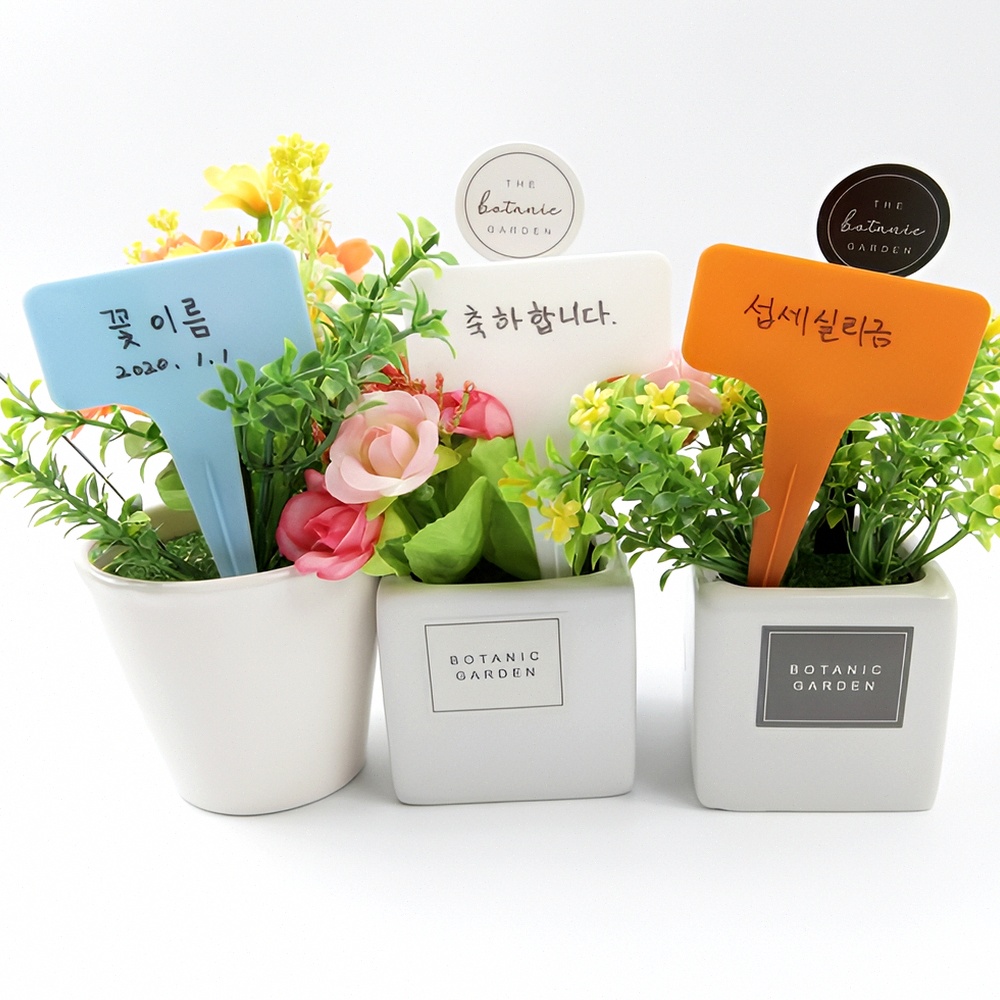 꽃 이름
2020. 1. 1
THE
botanic
GARDEN
축하합니다.
THE
botanic
GARDEN
섭세실리금
BOTANIC
GARDEN
BOTANIC
GARDEN